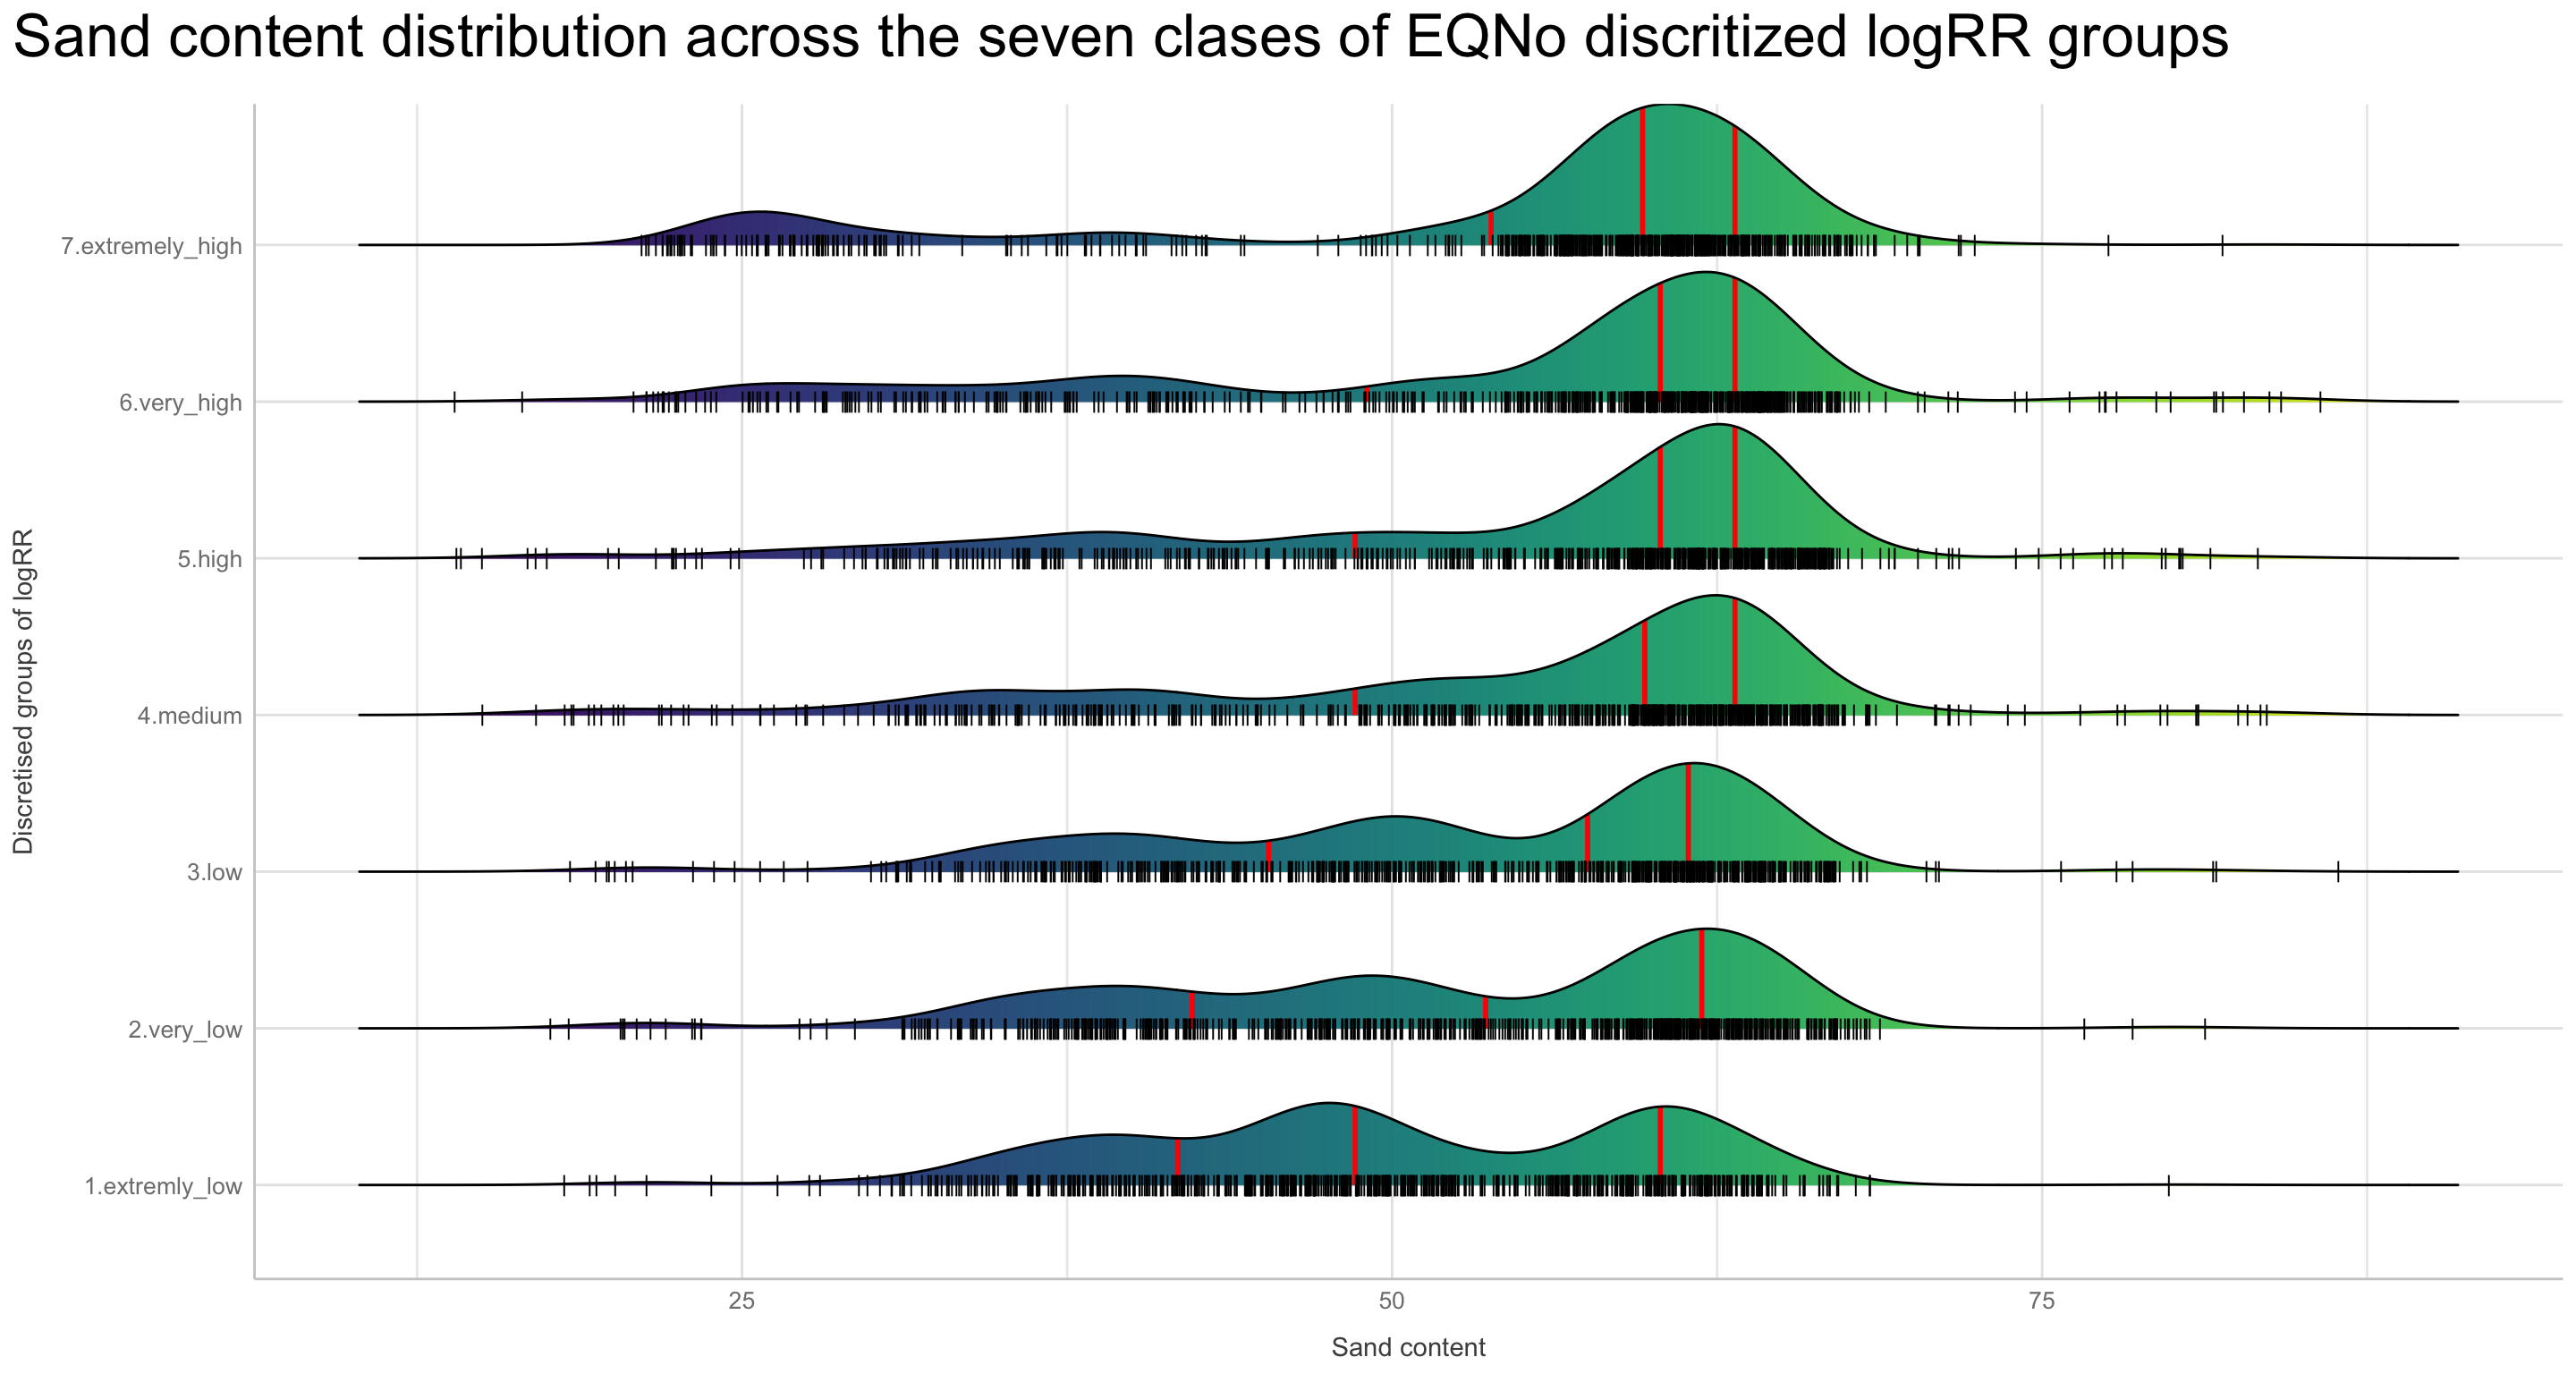 Sand content distribution across the seven clases of EQNo discritized logRR groups
Discretised groups of logRR
7.extremely_high
6.very_high
5.high
4.medium
3.low
2.very_low
1.extremly_low
25
50
75
Sand content